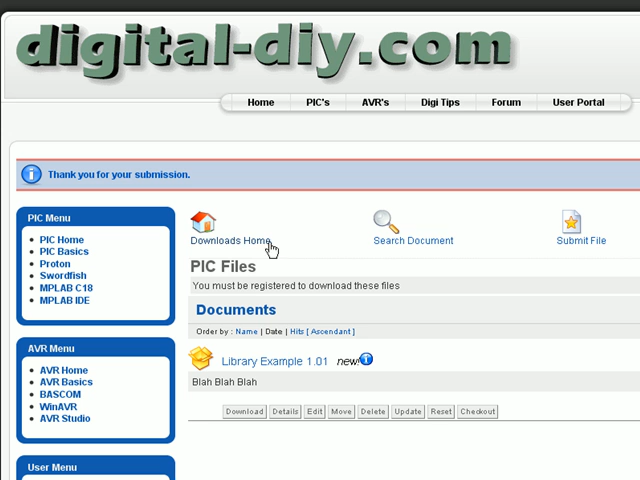 digital-diy.com
Home PIC's AVR's Digi Tips Forum User Portal
Thank you for your submission.
PIC Menu
PIC Home
PIC Basics
Proton
Swordfish
MPLAB C18
MPLAB IDE
AVR Menu
AVR Home
AVR Basics
BASCOM
WinAVR
AVR Studio
User Menu
Downloads Home Search Document Submit File
PIC Files
You must be registered to download these files
Documents
Order by : Name | Date | Hits [ Ascendant ]
Library Example 1.01 new!
Blah Blah Blah
Download Details Edit Move Delete Update Reset Checkout